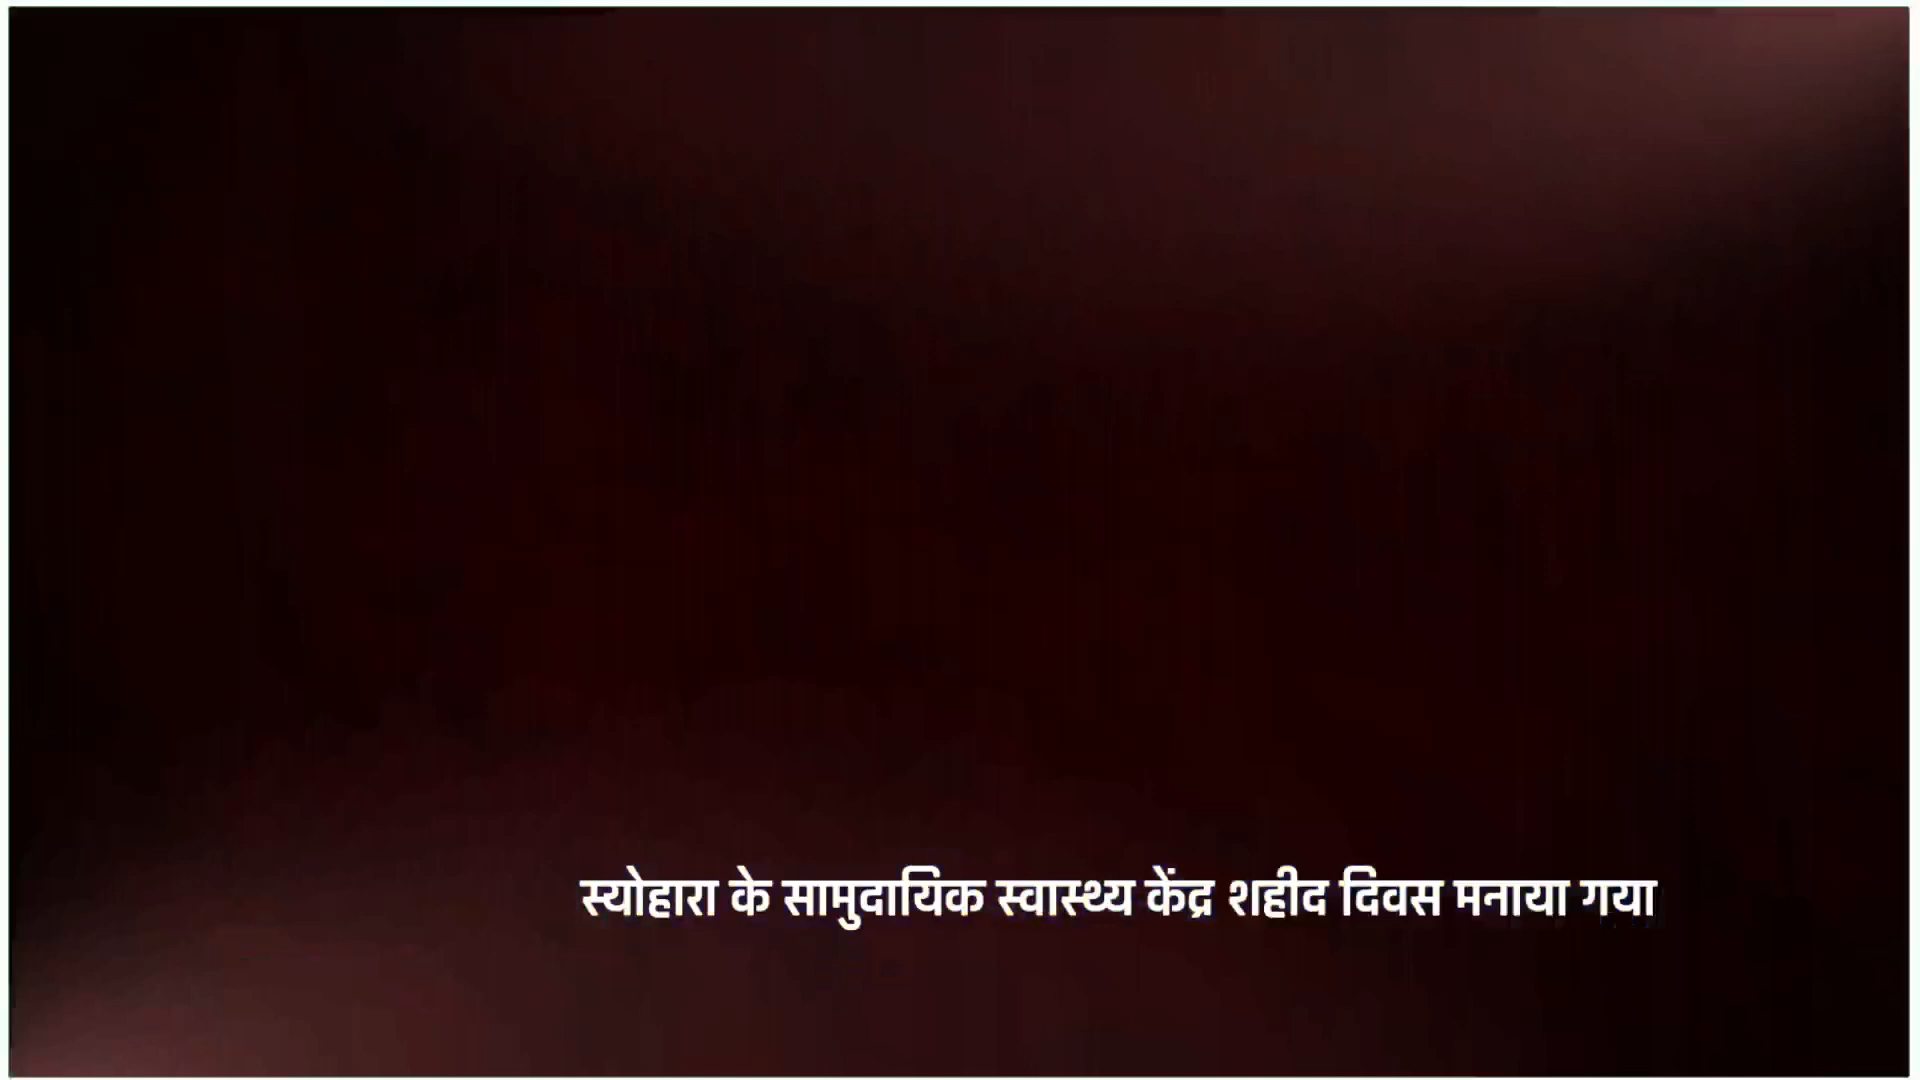 स्योहारा के सामुदायिक स्वास्थ्य केंद्र शहीद दिवस मनाया गया